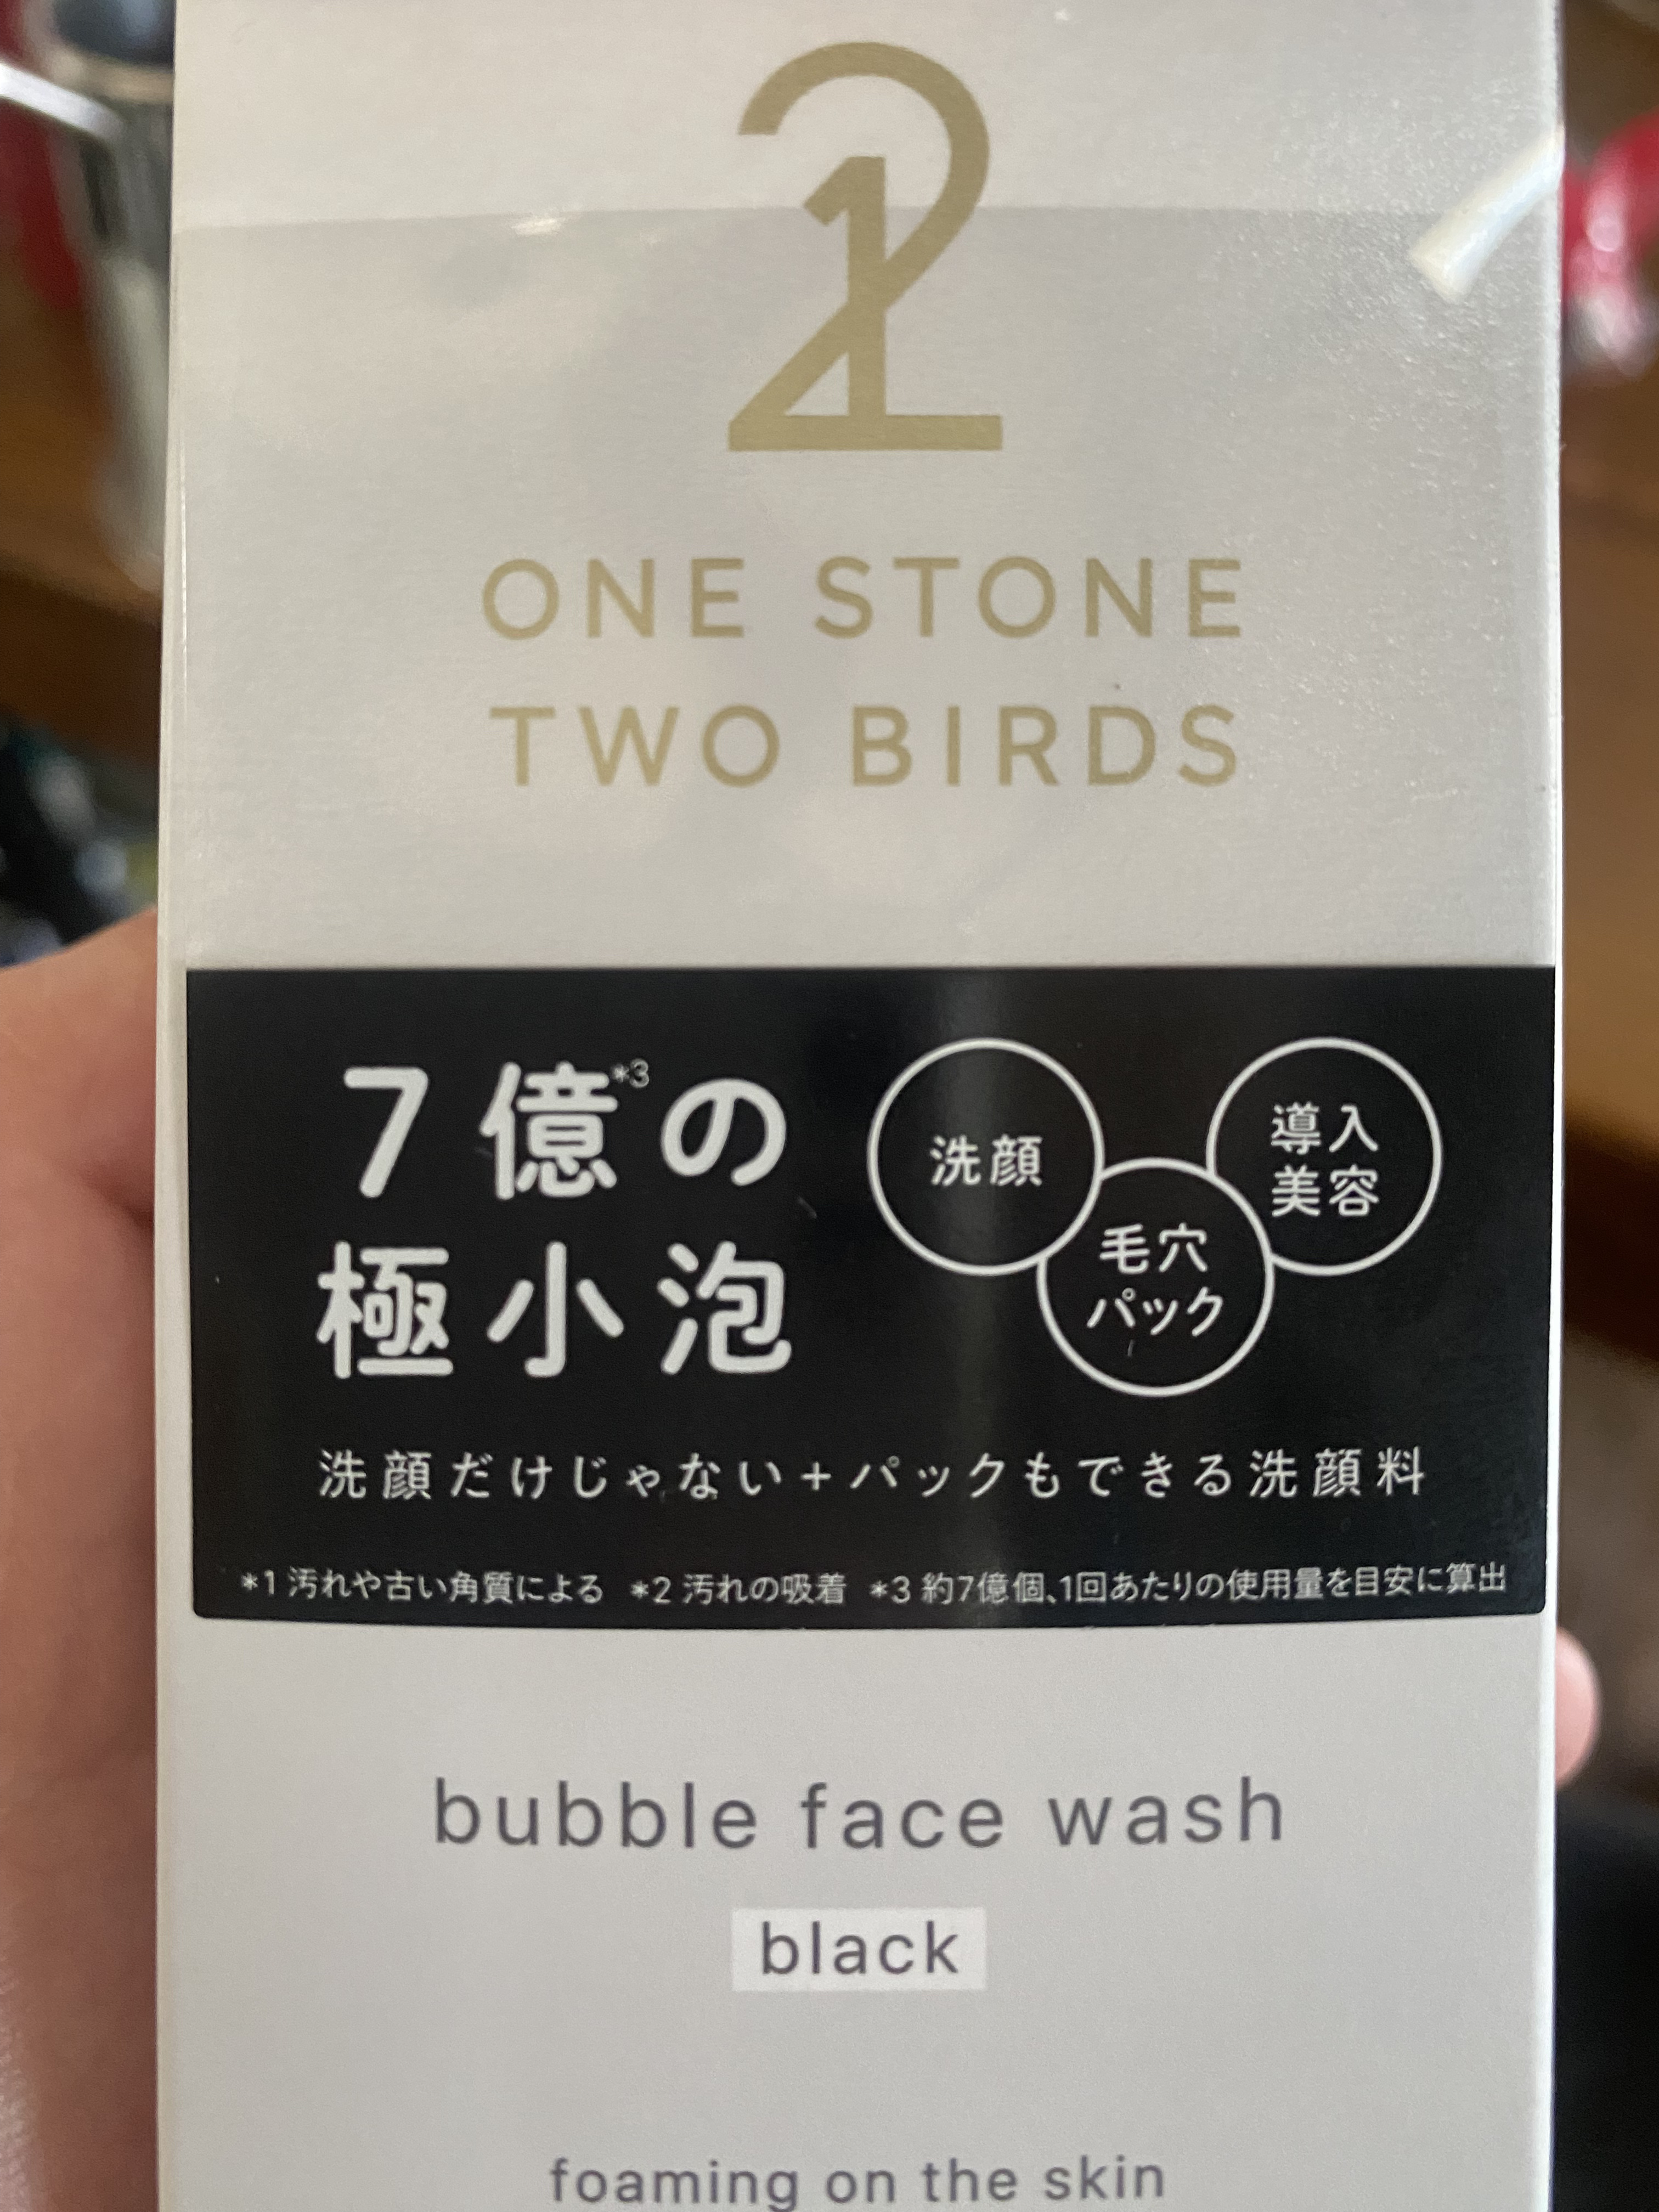 21
ONE STONE
TWO BIRDS
7億*3の
極小泡
洗顔
毛穴
パック
導入
美容
洗顔だけじゃない+パックもできる洗顔料
*1 汚れや古い角質による *2 汚れの吸着 *3 約7億個、1回あたりの使用量を目安に算出
bubble face wash
black
foaming on the skin